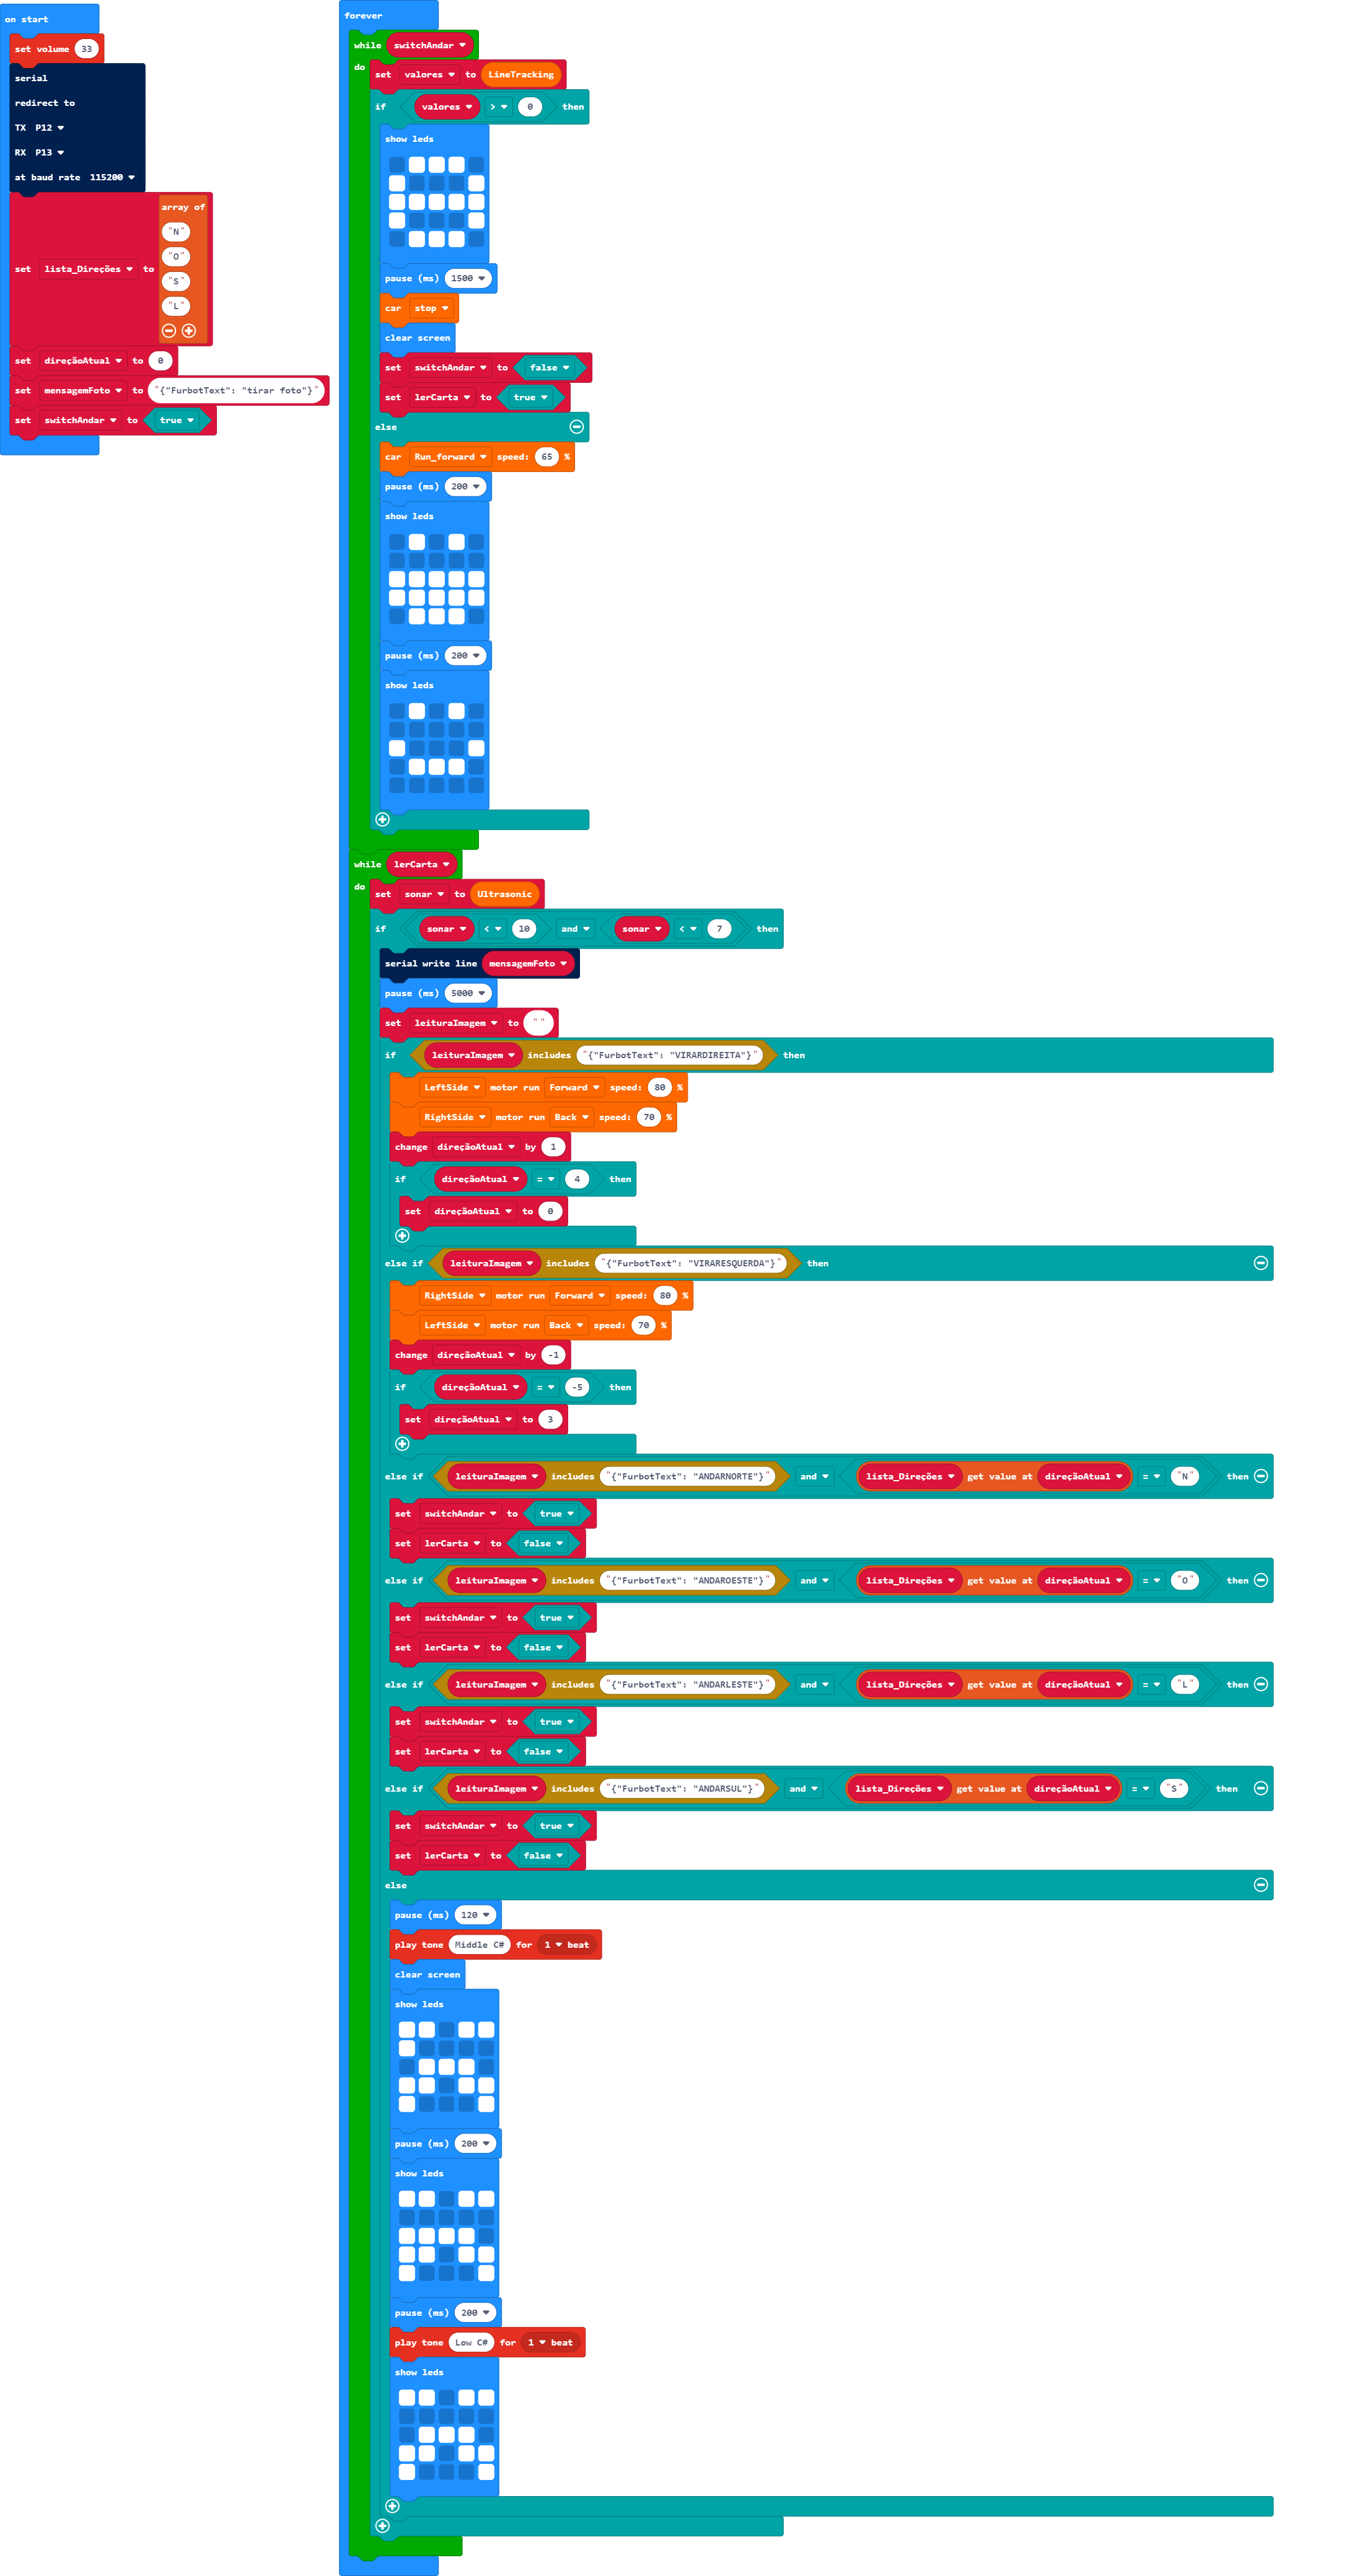 on start
set volume 33
serial
redirect to
TX P12
RX P13
at baud rate 115200
set lista_Direções to array of
"N"
"O"
"S"
"L"
set direçãoAtual to 0
set mensagemFoto to "{"FurbotText": "tirar foto"}"
set switchAndar to true
forever
while switchAndar
do set valores to LineTracking
if valores > 0 then
show leds
pause (ms) 1500
car stop
clear screen
set switchAndar to false
set lerCarta to true
else
car Run_forward speed: 65 %
pause (ms) 200
show leds
pause (ms) 200
show leds
while lerCarta
do set sonar to Ultrasonic
if sonar < 10 and sonar < 7 then
serial write line mensagemFoto
pause (ms) 5000
set leituraImagem to " "
if leituraImagem includes "{"FurbotText": "VIRARDIREITA"}" then
LeftSide motor run Forward speed: 80 %
RightSide motor run Back speed: 70 %
change direçãoAtual by 1
if direçãoAtual = 4 then
set direçãoAtual to 0
else if leituraImagem includes "{"FurbotText": "VIRARESQUERDA"}" then
RightSide motor run Forward speed: 80 %
LeftSide motor run Back speed: 70 %
change direçãoAtual by -1
if direçãoAtual = -5 then
set direçãoAtual to 3
else if leituraImagem includes "{"FurbotText": "ANDARNORTE"}" and lista_Direções get value at direçãoAtual = "N" then
set switchAndar to true
set lerCarta to false
else if leituraImagem includes "{"FurbotText": "ANDAROESTE"}" and lista_Direções get value at direçãoAtual = "O" then
set switchAndar to true
set lerCarta to false
else if leituraImagem includes "{"FurbotText": "ANDARLESTE"}" and lista_Direções get value at direçãoAtual = "L" then
set switchAndar to true
set lerCarta to false
else if leituraImagem includes "{"FurbotText": "ANDARSUL"}" and lista_Direções get value at direçãoAtual = "S" then
set switchAndar to true
set lerCarta to false
else
pause (ms) 120
play tone Middle C# for 1 beat
clear screen
show leds
pause (ms) 200
show leds
pause (ms) 200
play tone Low C# for 1 beat
show leds